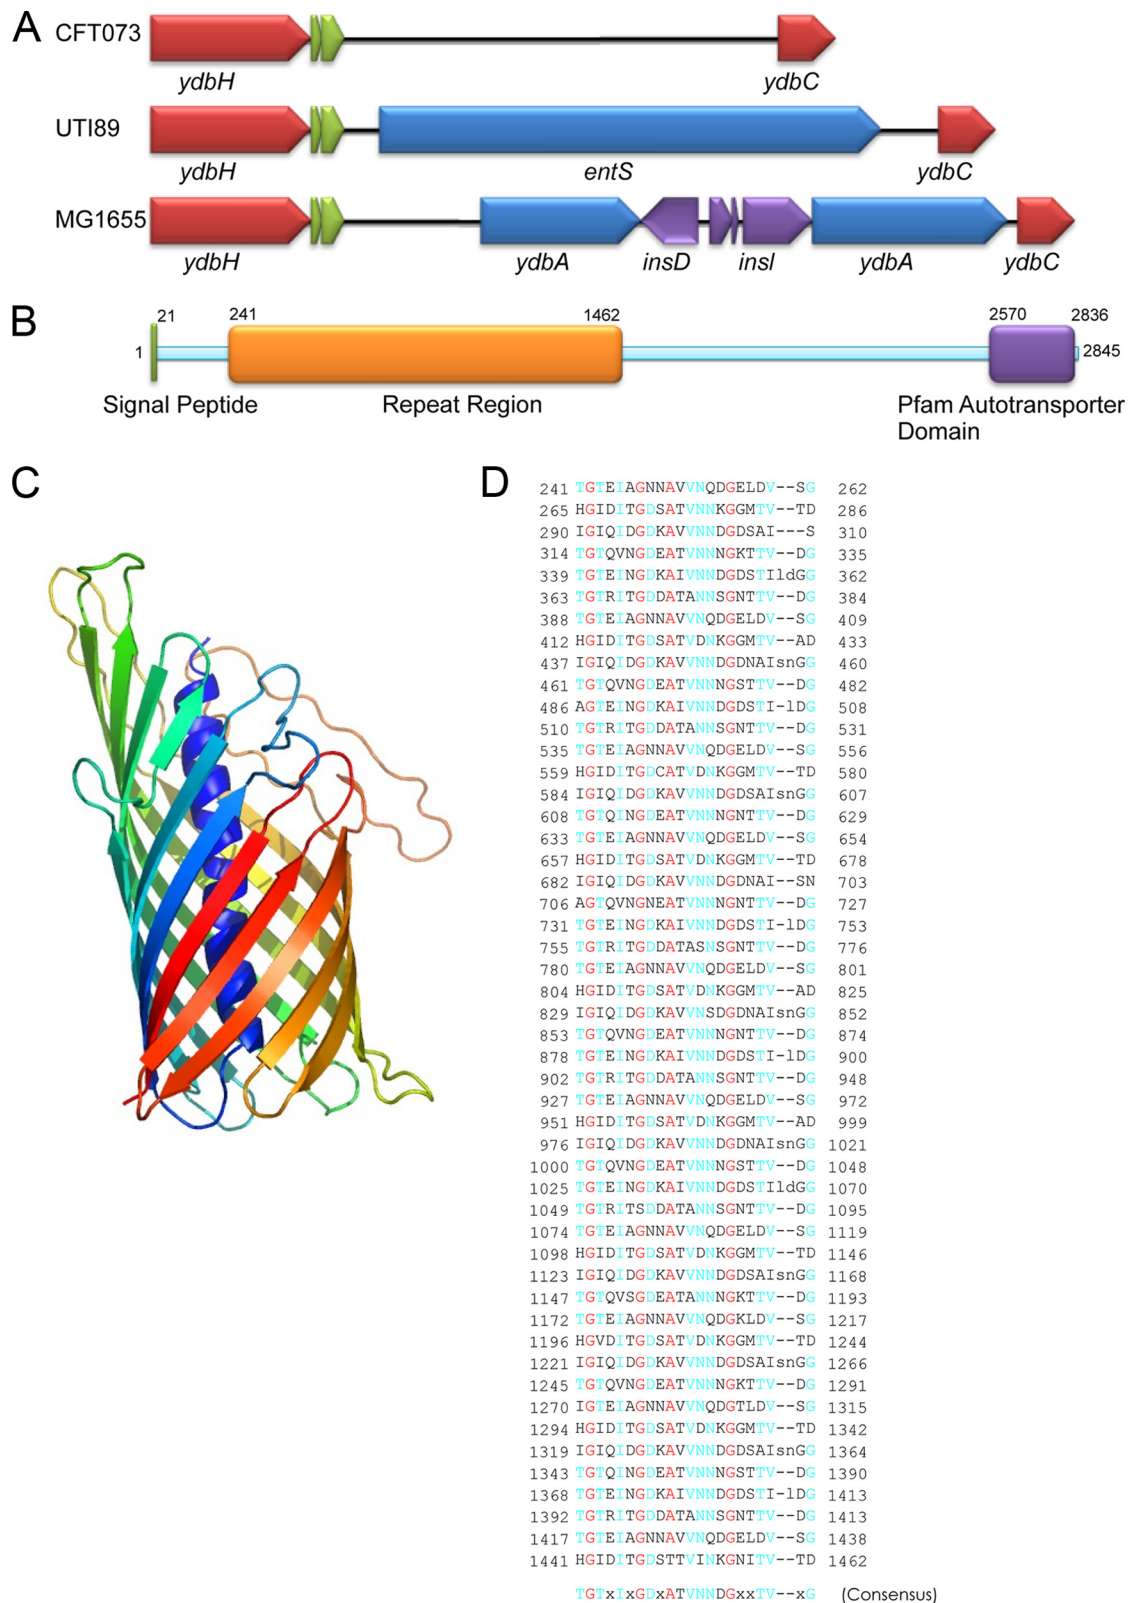 A
CFT073
ydbH ydbC
UTI89
ydbH entS ydbC
MG1655
ydbH ydbA insD insI ydbA ydbC
B
1 21 241 1462 2570 2836 2845
Signal Peptide Repeat Region Pfam Autotransporter
Domain
C
D
241 TGTEIAGNNAVVNQDGELDV--SG 262
265 HGIDITGDSATVNNKGGMTV--TD 286
290 IGIQIDGDKAVVNNDGDSAI---S 310
314 TGTQVNGDEATVNNNGKTTV--DG 335
339 TGTEINGDKAIVNNDGDSTIldGG 362
363 TGTRITGDDATANNSGNTTV--DG 384
388 TGTEIAGNNAVVNQDGELDV--SG 409
412 HGIDITGDSATVDNKGGMTV--AD 433
437 IGIQIDGDKAVVNNDGDNAIsnGG 460
461 TGTQVNGDEATVNNNGSTTV--DG 482
486 AGTEINGDKAIVNNDGDSTI-lDG 508
510 TGTRITGDDATANNSGNTTV--DG 531
535 TGTEIAGNNAVVNQDGELDV--SG 556
559 HGIDITGDCATVDNKGGMTV--TD 580
584 IGIQIDGDKAVVNNDGDSAIsnGG 607
608 TGTQINGDEATVNNNGNTTV--DG 629
633 TGTEIAGNNAVVNQDGELDV--SG 654
657 HGIDITGDSATVDNKGGMTV--TD 678
682 IGIQIDGDKAVVNNDGDNAI--SN 703
706 AGTQVNGNEATVNNNGNTTV--DG 727
731 TGTEINGDKAIVNNDGDSTI-lDG 753
755 TGTRITGDDATASNSGNTTV--DG 776
780 TGTEIAGNNAVVNQDGELDV--SG 801
804 HGIDITGDSATVDNKGGMTV--AD 825
829 IGIQIDGDKAVVNSDGDNAIsnGG 852
853 TGTQVNGDEATVNNNGNTTV--DG 874
878 TGTEINGDKAIVNNDGDSTI-lDG 900
902 TGTRITGDDATANNSGNTTV--DG 948
927 TGTEIAGNNAVVNQDGELDV--SG 972
951 HGIDITGDSATVDNKGGMTV--AD 999
976 IGIQIDGDKAVVNNDGDNAIsnGG 1021
1000 TGTQVNGDEATVNNNGSTTV--DG 1048
1025 TGTEINGDKAIVNNDGDSTIldGG 1070
1049 TGTRITSDDATANNSGNTTV--DG 1095
1074 TGTEIAGNNAVVNQDGELDV--SG 1119
1098 HGIDITGDSATVDNKGGMTV--TD 1146
1123 IGIQIDGDKAVVNNDGDSAIsnGG 1168
1147 TGTQVSGDEATANNNGKTTV--DG 1193
1172 TGTEIAGNNAVVNQDGKLDV--SG 1217
1196 HGVDITGDSATVDNKGGMTV--TD 1244
1221 IGIQIDGDKAVVNNDGDSAIsnGG 1266
1245 TGTQVNGDEATVNNNGKTTV--DG 1291
1270 IGTEIAGNNAVVNQDGTLDV--SG 1315
1294 HGIDITGDSATVDNKGGMTV--TD 1342
1319 IGIQIDGDKAVVNNDGDSAIsnGG 1364
1343 TGTQINGDEATVNNNGSTTV--DG 1390
1368 TGTEINGDKAIVNNDGDSTI-lDG 1413
1392 TGTRITGDDATANNSGNTTV--DG 1413
1417 TGTEIAGNNAVVNQDGELDV--SG 1438
1441 HGIDITGDSTTVINKGNITV--TD 1462
TGTxIxGDxATVNNDGxxTV--xG (Consensus)